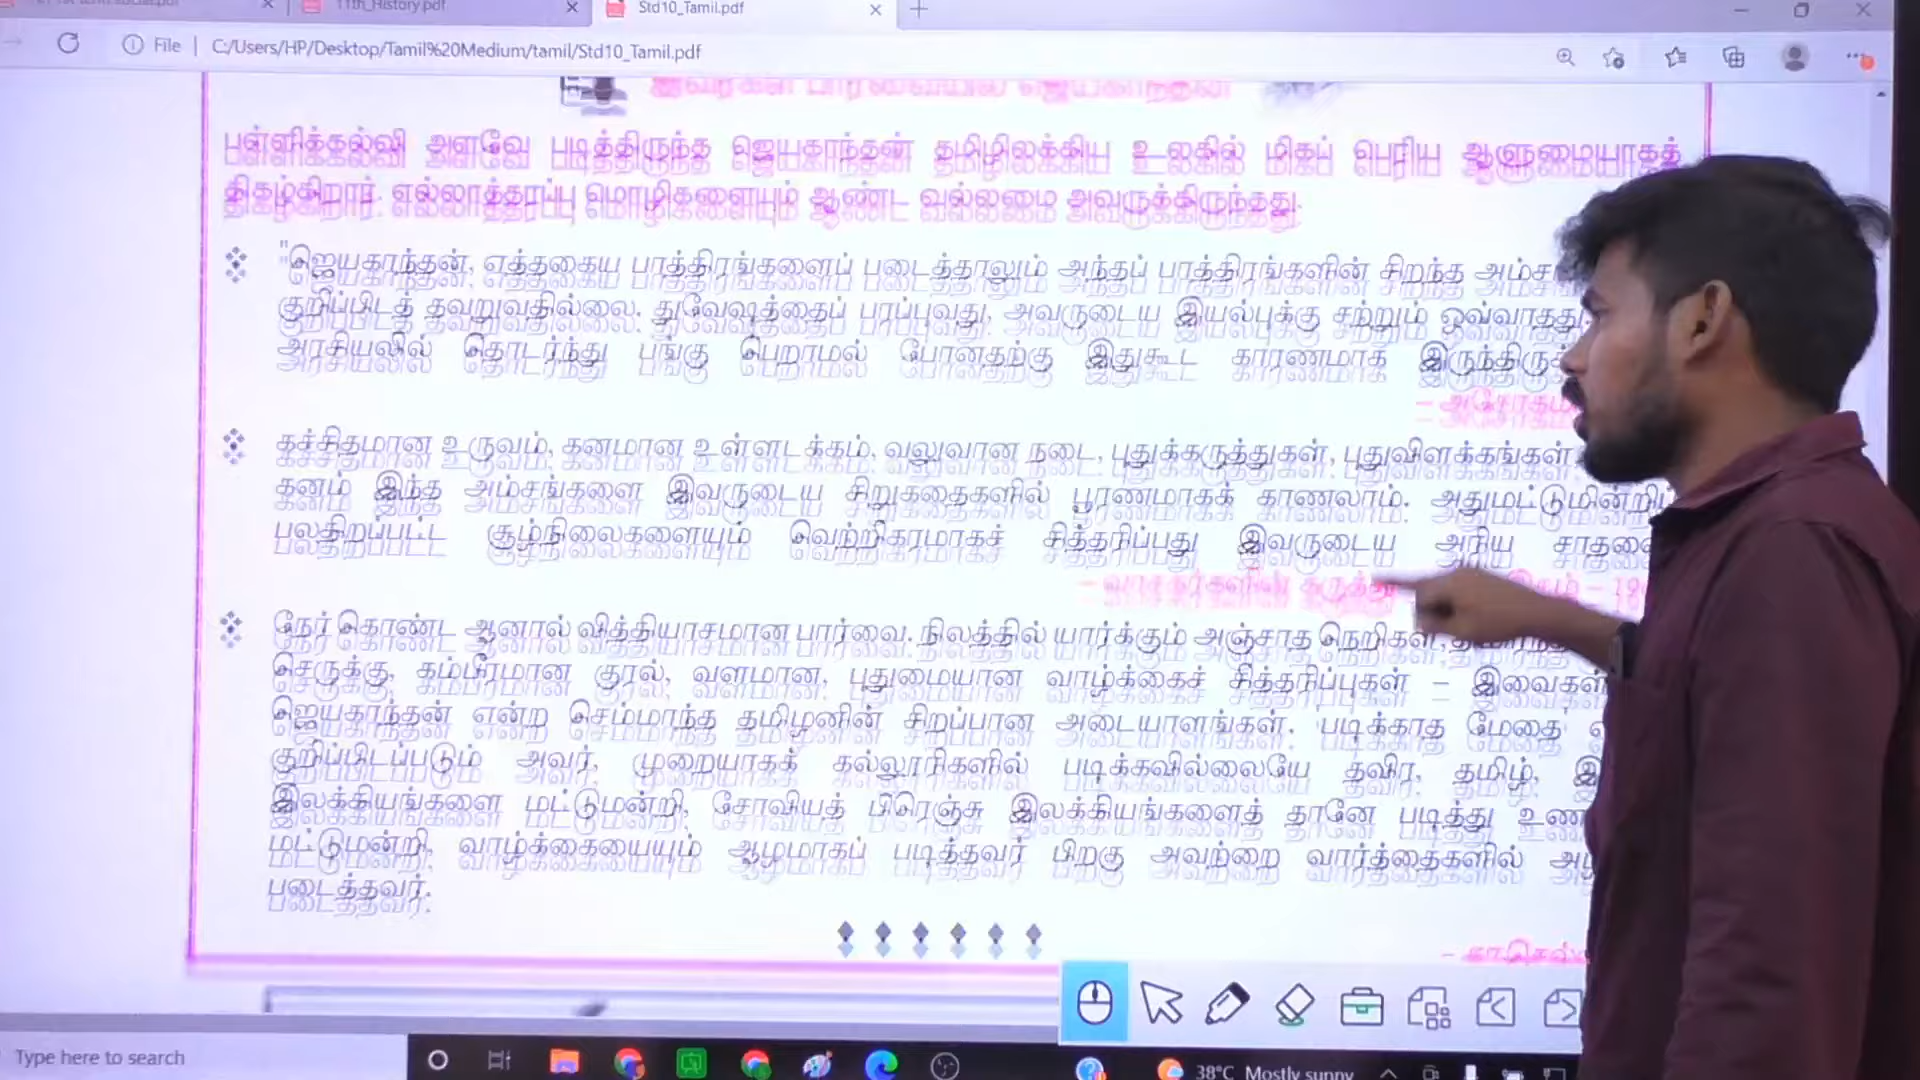 11th_History.pdf
Std10_Tamil.pdf
File
C:/Users/HP/Desktop/Tamil%20Medium/tamil/Std10_Tamil.pdf
இவர்கள் பார்வையில் ஜெயகாந்தன்
பள்ளிக்கல்வி அளவே படித்திருந்த ஜெயகாந்தன் தமிழிலக்கிய உலகில் மிகப் பெரிய ஆளுமையாகத்
திகழ்கிறார். எல்லாத்தரப்பு மொழிகளையும் ஆண்ட வல்லமை அவருக்கிருந்தது.
"ஜெயகாந்தன், எத்தகைய பாத்திரங்களைப் படைத்தாலும் அந்தப் பாத்திரங்களின் சிறந்த
குறிப்பிடத் தவறுவதில்லை. துவேஷத்தைப் பரப்புவது, அவருடைய இயல்புக்கு சற்றும் ஒவ்வாதது.
அரசியலில் தொடர்ந்து பங்கு பெறாமல் போனதற்கு இதுகூட காரணமாக
கச்சிதமான உருவம், கனமான உள்ளடக்கம், வலுவான நடை, புதுக்கருத்துகள், புதுவிளக்கங்கள்
கனம் இந்த அம்சங்களை இவருடைய சிறுகதைகளில் பூரணமாகக் காணலாம். அதுமட்டுமின்றிப்
பலதிறப்பட்ட சூழ்நிலைகளையும் வெற்றிகரமாகச் சித்தரிப்பது இவருடைய அரிய
– வாசகர்களின்
நேர் கொண்ட ஆனால் வித்தியாசமான பார்வை. நிலத்தில் யார்க்கும் அஞ்சாத நெறிகள்,
செருக்கு, கம்பீரமான குரல், வளமான, புதுமையான வாழ்க்கைச் சித்தரிப்புகள் – இவைகள்
ஜெயகாந்தன் என்ற செம்மாந்த தமிழனின் சிறப்பான அடையாளங்கள். 'படிக்காத மேதை'
குறிப்பிடப்படும் அவர், முறையாகக் கல்லூரிகளில் படிக்கவில்லையே தவிர, தமிழ்,
இலக்கியங்களை மட்டுமன்றி, சோவியத் பிரெஞ்சு இலக்கியங்களைத் தானே படித்து
மட்டுமன்றி, வாழ்க்கையையும் ஆழமாகப் படித்தவர் பிறகு அவற்றை வார்த்தைகளில்
படைத்தவர்.
Type here to search
38°C Mostly sunny